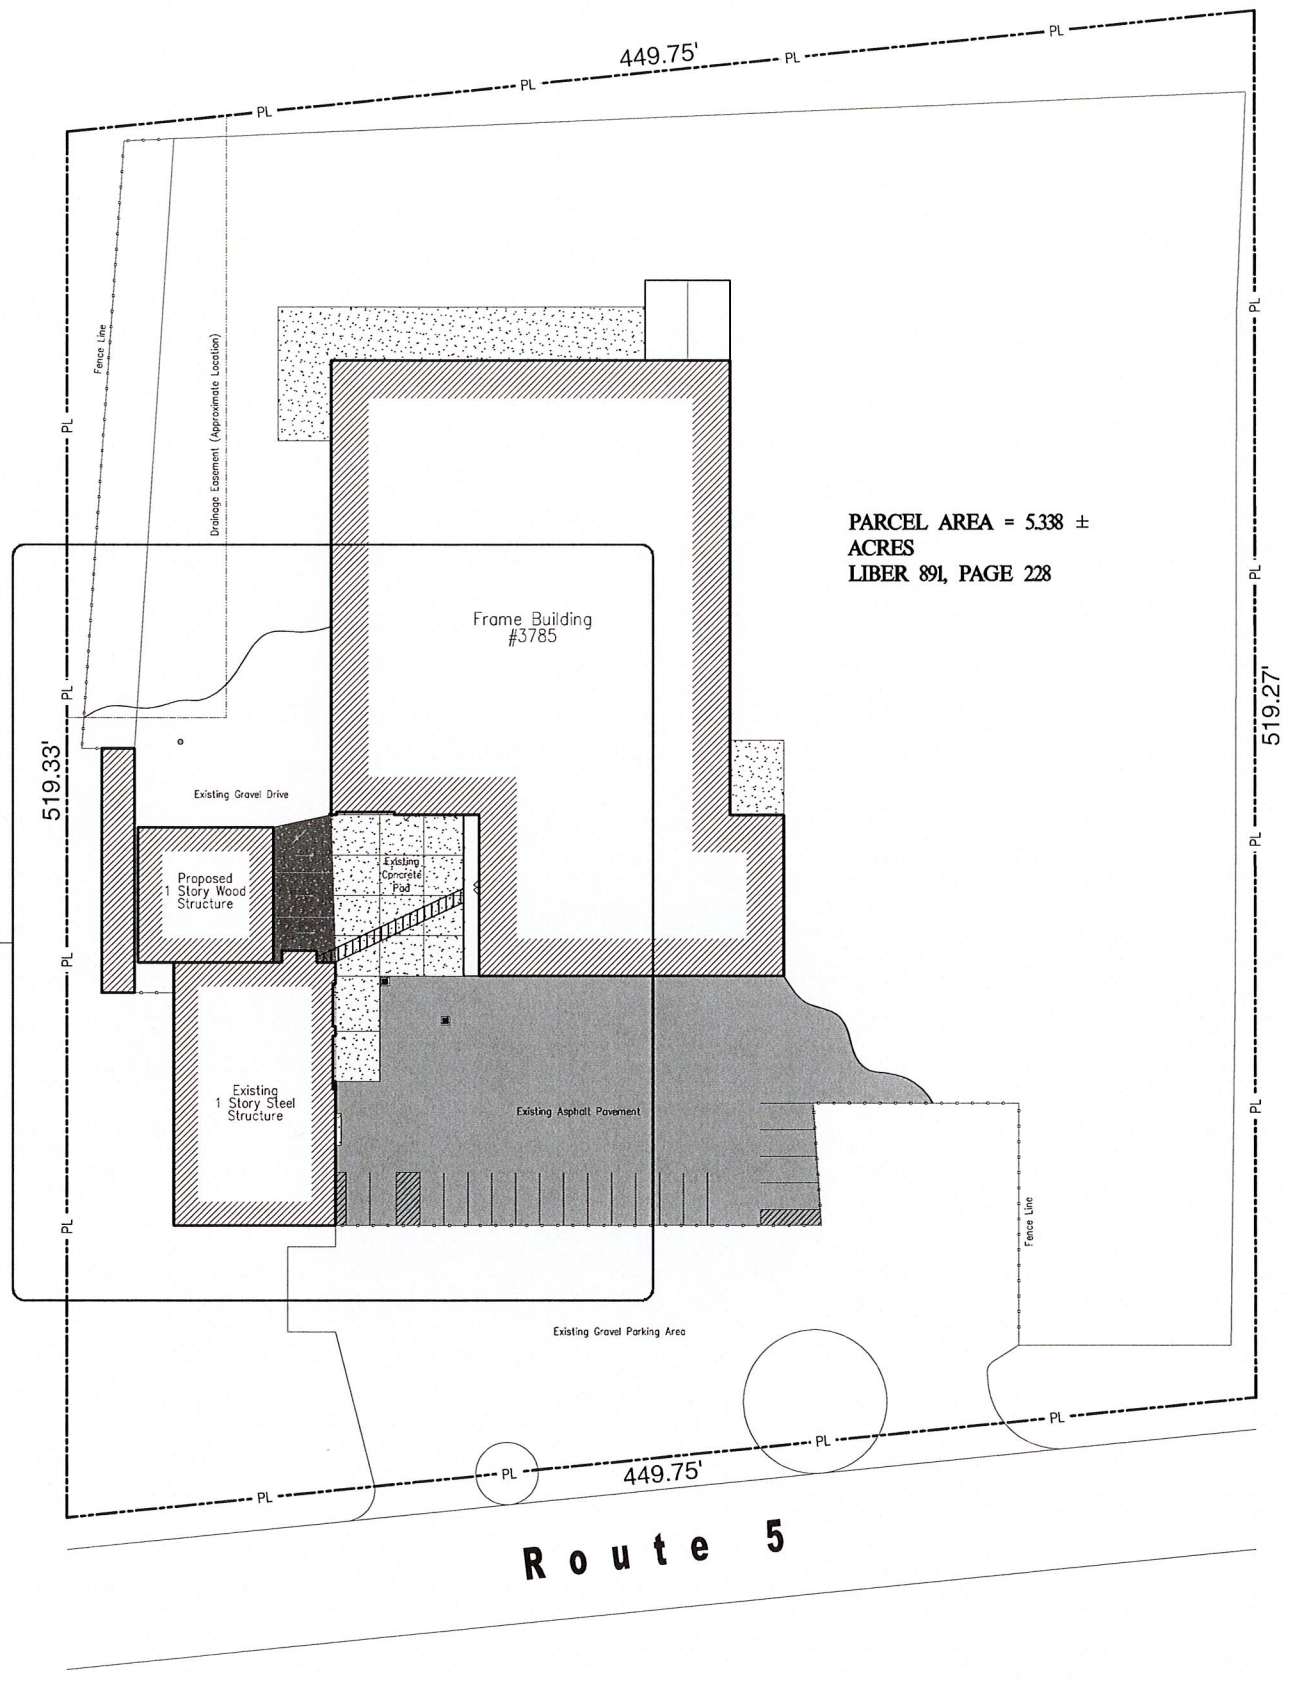 449.75'
PL
PL
PL
PL
Fence Line
Drainage Easement (Approximate Location)
PL
PL
PL
PL
519.33'
PL
PL
PL
PL
PL
519.27'
PARCEL AREA = 5.338 ±
ACRES
LIBER 891, PAGE 228
Frame Building
#3785
Existing Gravel Drive
Proposed
1 Story Wood
Structure
Existing
Concrete
Pad
Existing
1 Story Steel
Structure
Existing Asphalt Pavement
Fence Line
Existing Gravel Parking Area
PL
PL
PL
PL
449.75'
Route 5